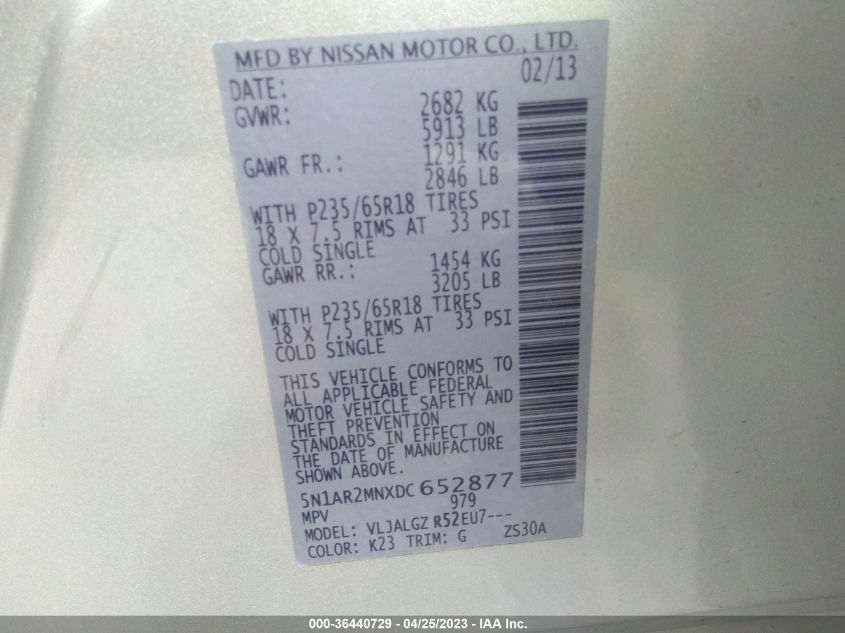 MFD BY NISSAN MOTOR CO., LTD.
DATE: 02/13
GVWR: 2682 KG
5913 LB
GAWR FR.: 1291 KG
2846 LB
WITH P235/65R18 TIRES
18 X 7.5 RIMS AT 33 PSI
COLD SINGLE
GAWR RR.: 1454 KG
3205 LB
WITH P235/65R18 TIRES
18 X 7.5 RIMS AT 33 PSI
COLD SINGLE
THIS VEHICLE CONFORMS TO
ALL APPLICABLE FEDERAL
MOTOR VEHICLE SAFETY AND
THEFT PREVENTION
STANDARDS IN EFFECT ON
THE DATE OF MANUFACTURE
SHOWN ABOVE.
5N1AR2MNXDC652877
MPV 979
MODEL: VLJALGZ R52EU7---
COLOR: K23 TRIM: G ZS30A
000-36440729 - 04/25/2023 - IAA Inc.